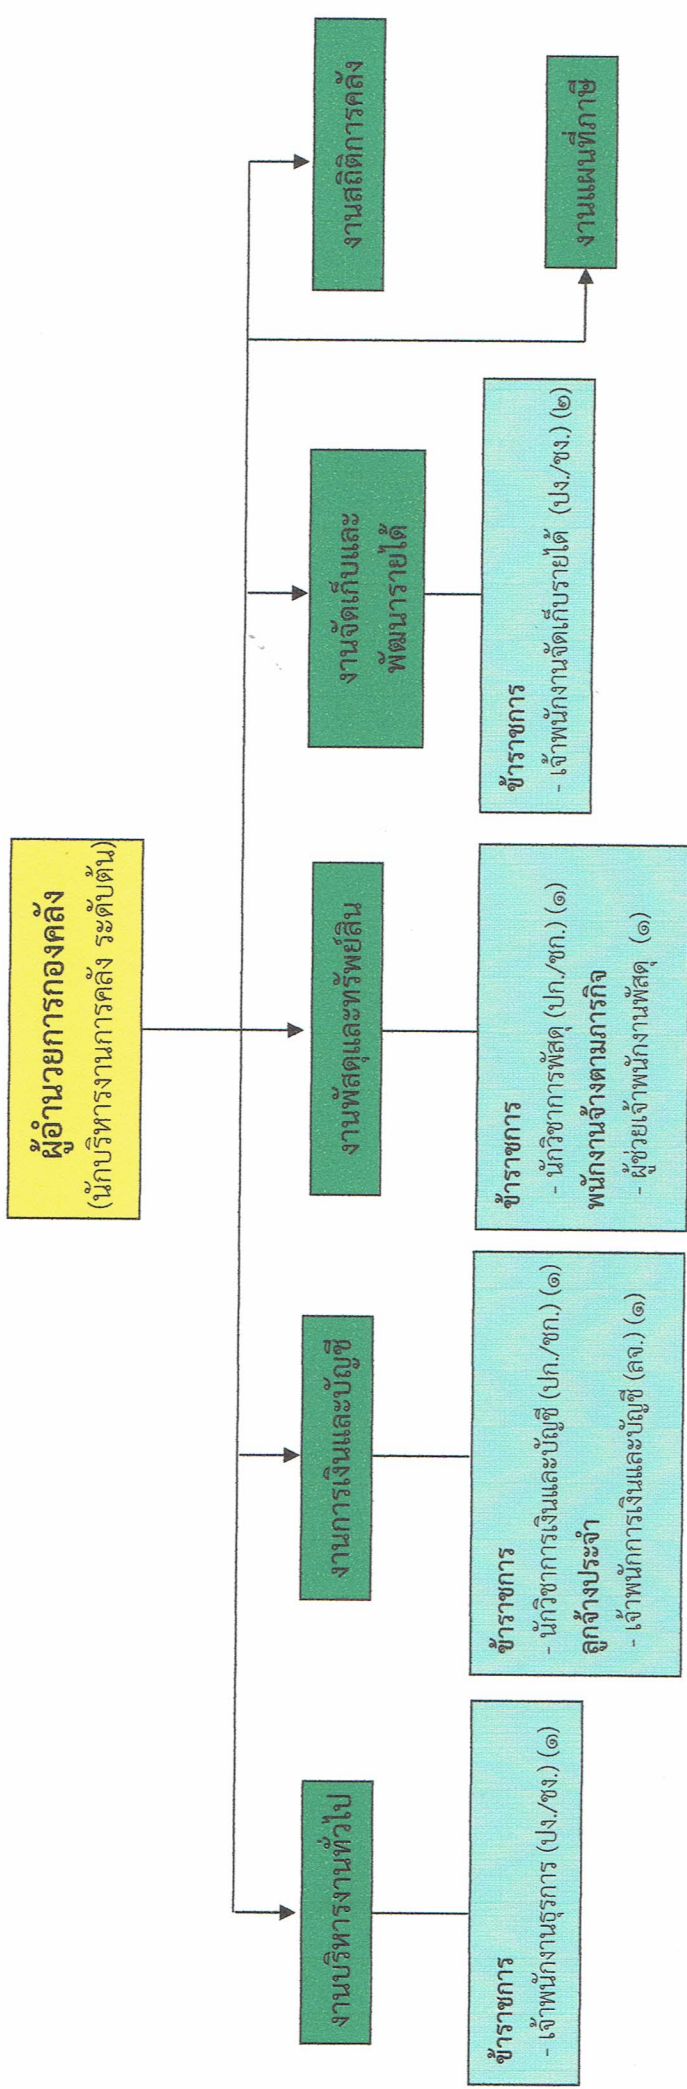 ผู้อำนวยการกองคลัง
(นักบริหารงานการคลัง ระดับต้น)
งานบริหารงานทั่วไป
งานการเงินและบัญชี
งานพัสดุและทรัพย์สิน
งานจัดเก็บและ
พัฒนารายได้
งานสถิติการคลัง
งานแผนที่ภาษี
ข้าราชการ
- เจ้าพนักงานธุรการ (ปง./ชง.) (๑)
ข้าราชการ
- นักวิชาการเงินและบัญชี (ปก./ชก.) (๑)
ลูกจ้างประจำ
- เจ้าพนักการเงินและบัญชี (ลจ.) (๑)
ข้าราชการ
- นักวิชาการพัสดุ (ปก./ชก.) (๑)
พนักงานจ้างตามภารกิจ
- ผู้ช่วยเจ้าพนักงานพัสดุ (๑)
ข้าราชการ
- เจ้าพนักงานจัดเก็บรายได้ (ปง./ชง.) (๒)